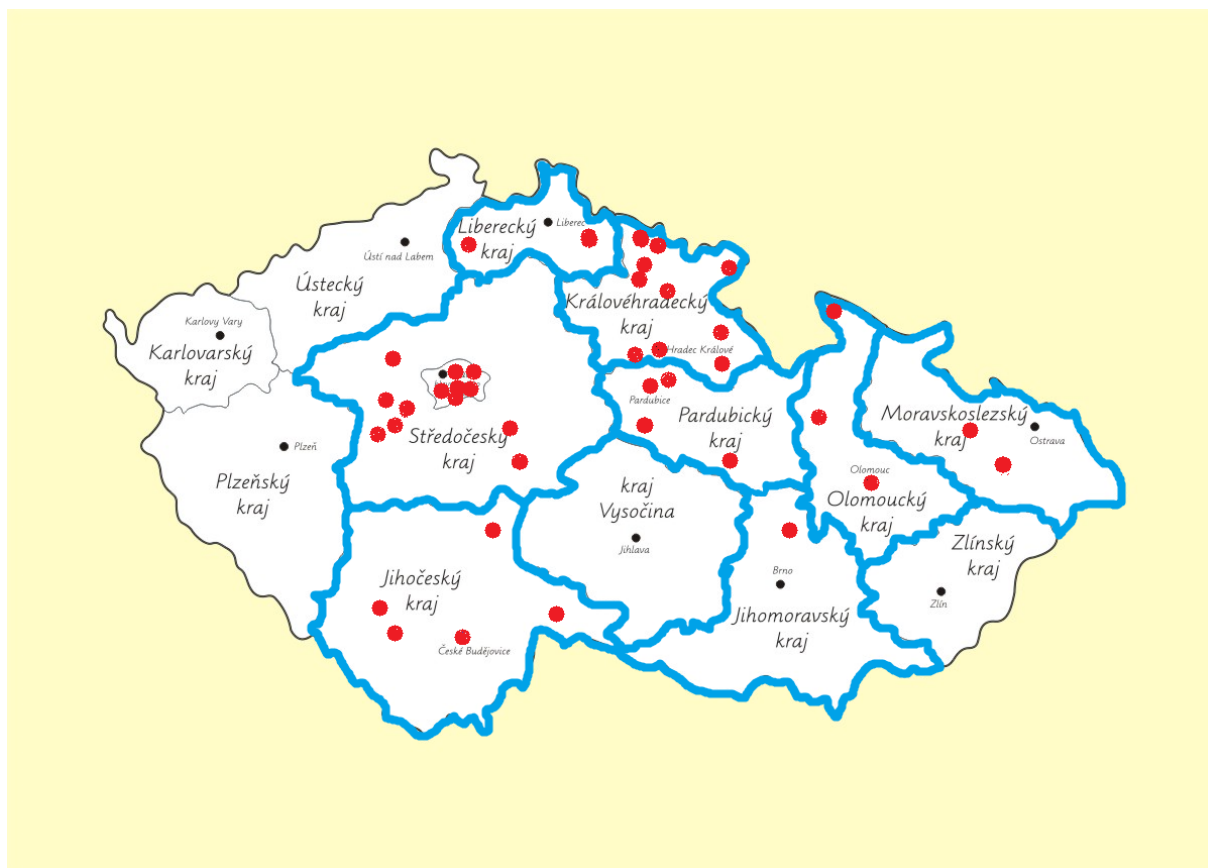 Liberecký
kraj
Liberec
Ústí nad Labem
Ústecký
kraj
Karlovy Vary
Karlovarský
kraj
Královéhradecký
kraj
Hradec Králové
Pardubice
Pardubický
kraj
Středočeský
kraj
Plzeň
Plzeňský
kraj
Moravskoslezský
kraj
Ostrava
Olomouc
Olomoucký
kraj
kraj
Vysočina
Jihlava
Zlínský
kraj
Zlín
Brno
Jihomoravský
kraj
Jihočeský
kraj
České Budějovice